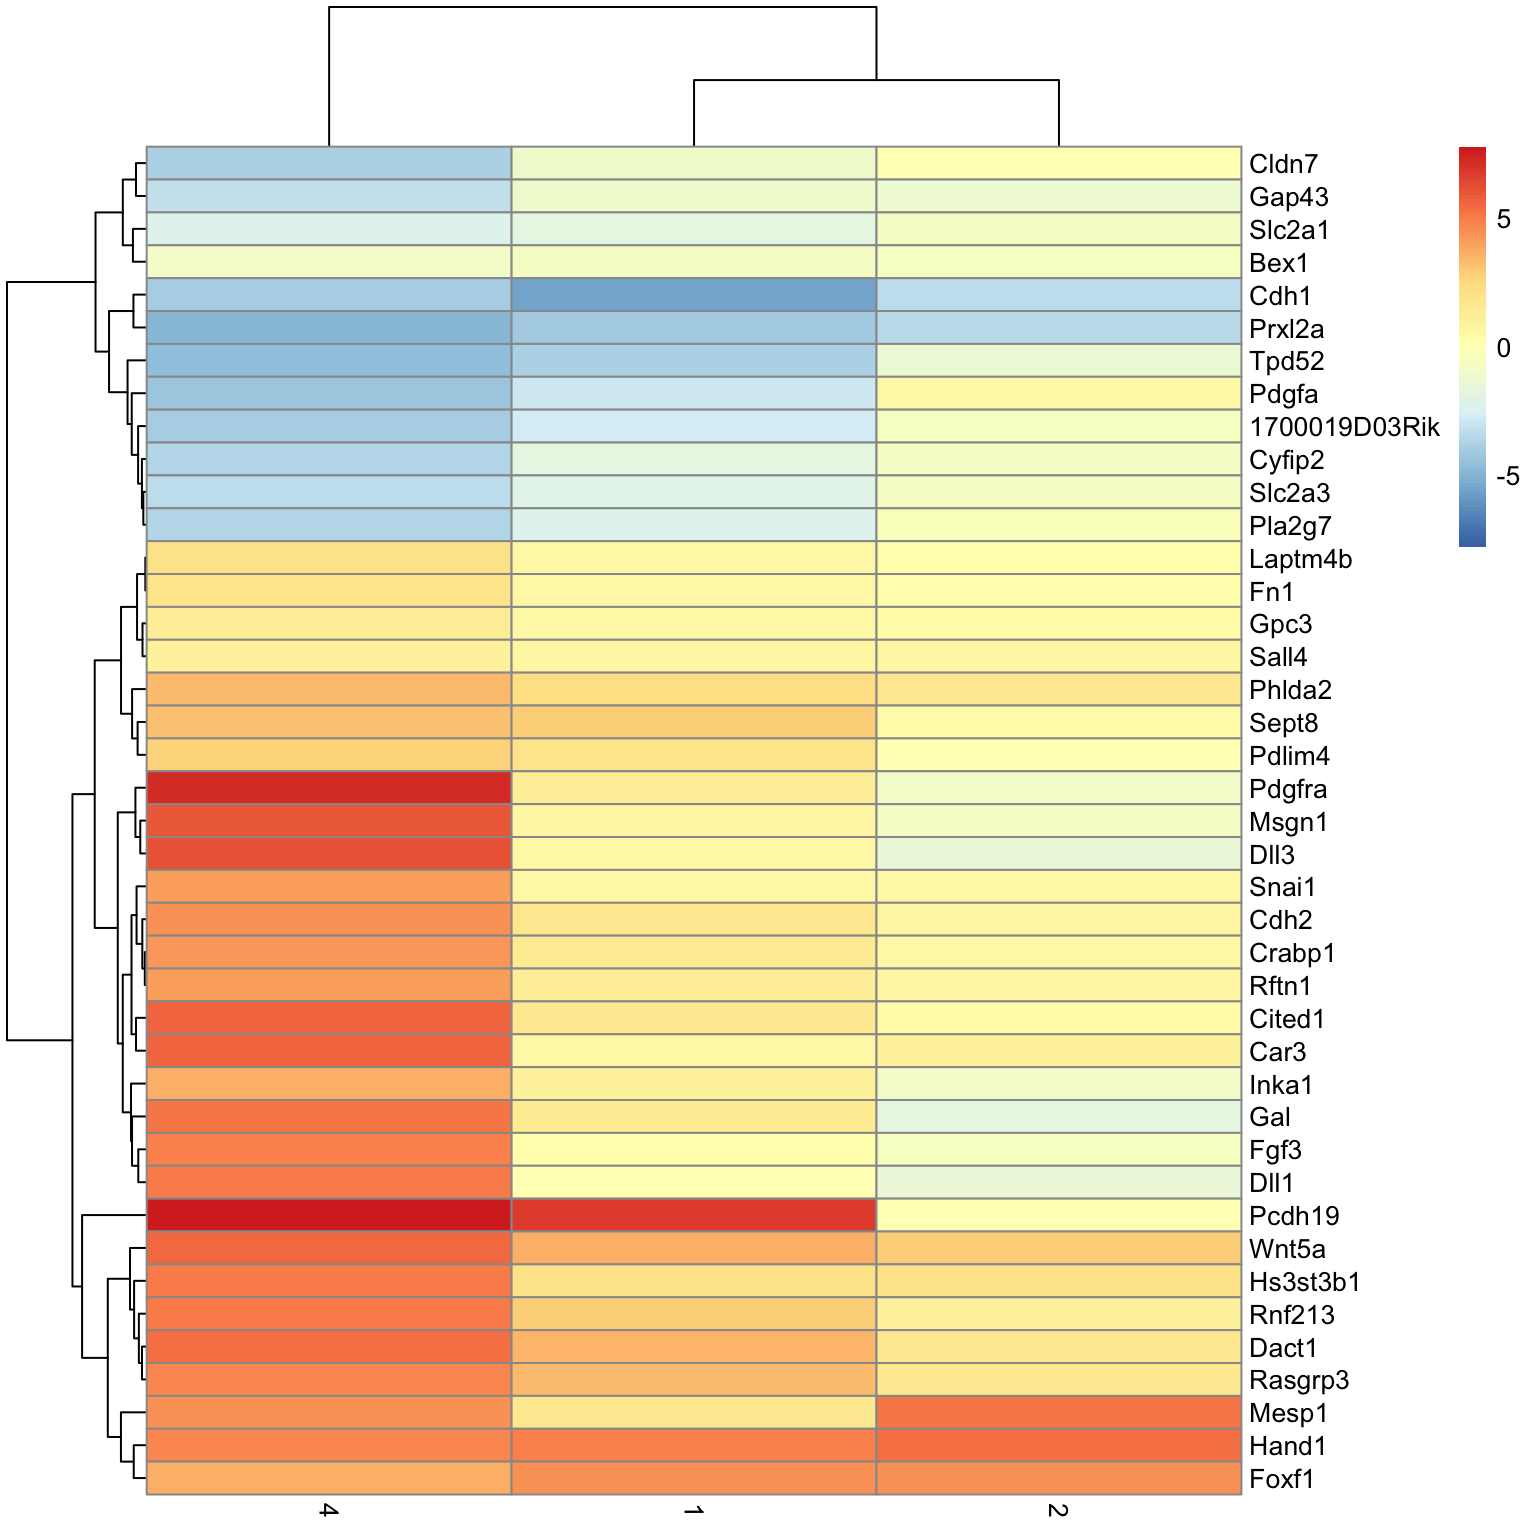 Cldn7
Gap43
Slc2a1
Bex1
Cdh1
Prxl2a
Tpd52
Pdgfa
1700019D03Rik
Cyfip2
Slc2a3
Pla2g7
Laptm4b
Fn1
Gpc3
Sall4
Phlda2
Sept8
Pdlim4
Pdgfra
Msgn1
Dll3
Snai1
Cdh2
Crabp1
Rftn1
Cited1
Car3
Inka1
Gal
Fgf3
Dll1
Pcdh19
Wnt5a
Hs3st3b1
Rnf213
Dact1
Rasgrp3
Mesp1
Hand1
Foxf1
4 1 2
5
0
-5